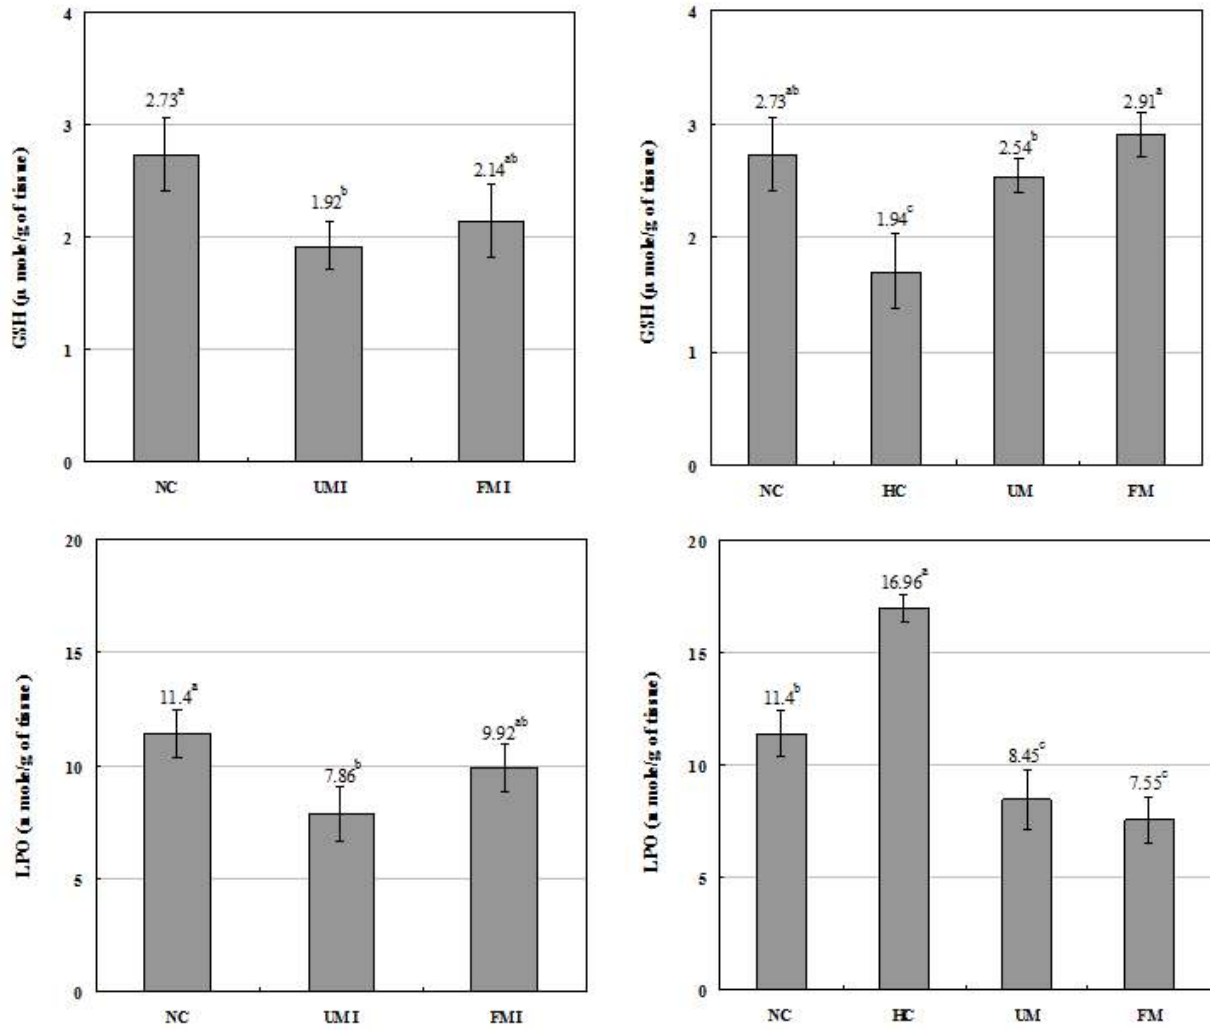 4
3
2
1
0
GSH (µ mole/g of tissue)
2.73ᵃ
1.92ᵇ
2.14ᵃᵇ
NC UMI FMI
4
3
2
1
0
GSH (µ mole/g of tissue)
2.73ᵃᵇ
1.94ᶜ
2.54ᵇ
2.91ᵃ
NC HC UM FM
20
15
10
5
0
LPO (n mole/g of tissue)
11.4ᵃ
7.86ᵇ
9.92ᵃᵇ
NC UMI FMI
20
15
10
5
0
LPO (n mole/g of tissue)
11.4ᵇ
16.96ᵃ
8.45ᶜ
7.55ᶜ
NC HC UM FM